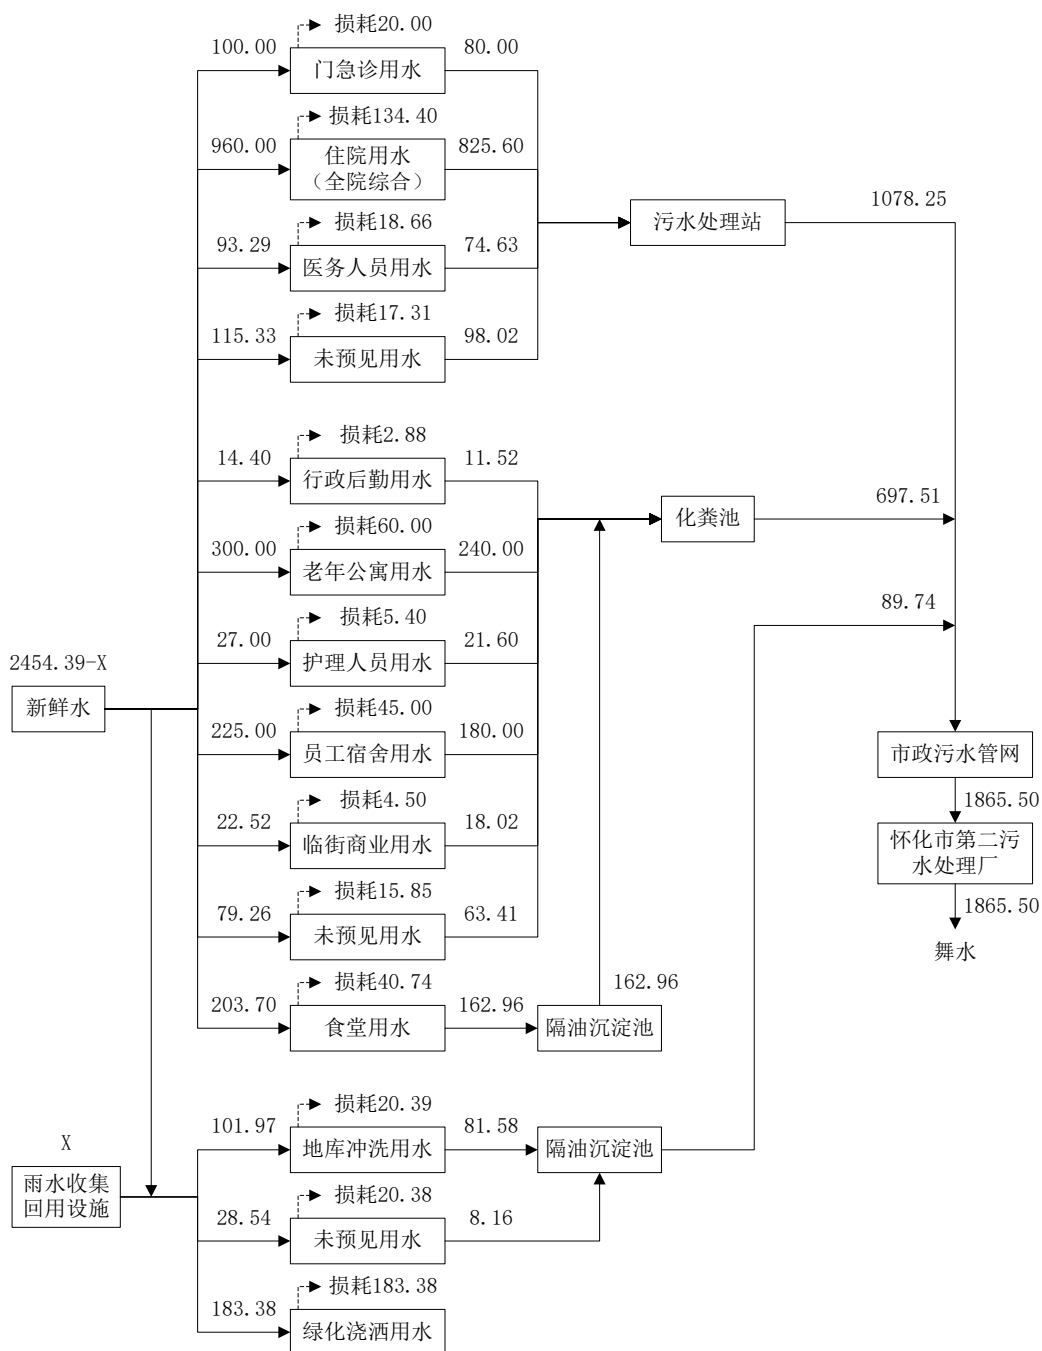 损耗20.00
100.00
80.00
门急诊用水
损耗134.40
960.00
825.60
住院用水
（全院综合）
1078.25
污水处理站
损耗18.66
93.29
74.63
医务人员用水
损耗17.31
115.33
98.02
未预见用水
损耗2.88
14.40
11.52
行政后勤用水
697.51
化粪池
损耗60.00
300.00
240.00
老年公寓用水
89.74
损耗5.40
27.00
21.60
护理人员用水
2454.39-X
新鲜水
损耗45.00
225.00
180.00
员工宿舍用水
市政污水管网
1865.50
损耗4.50
22.52
18.02
临街商业用水
怀化市第二污
水处理厂
1865.50
舞水
损耗15.85
79.26
63.41
未预见用水
损耗40.74
162.96
203.70
162.96
食堂用水
隔油沉淀池
损耗20.39
101.97
81.58
地库冲洗用水
隔油沉淀池
X
雨水收集
回用设施
损耗20.38
28.54
8.16
未预见用水
损耗183.38
183.38
绿化浇洒用水